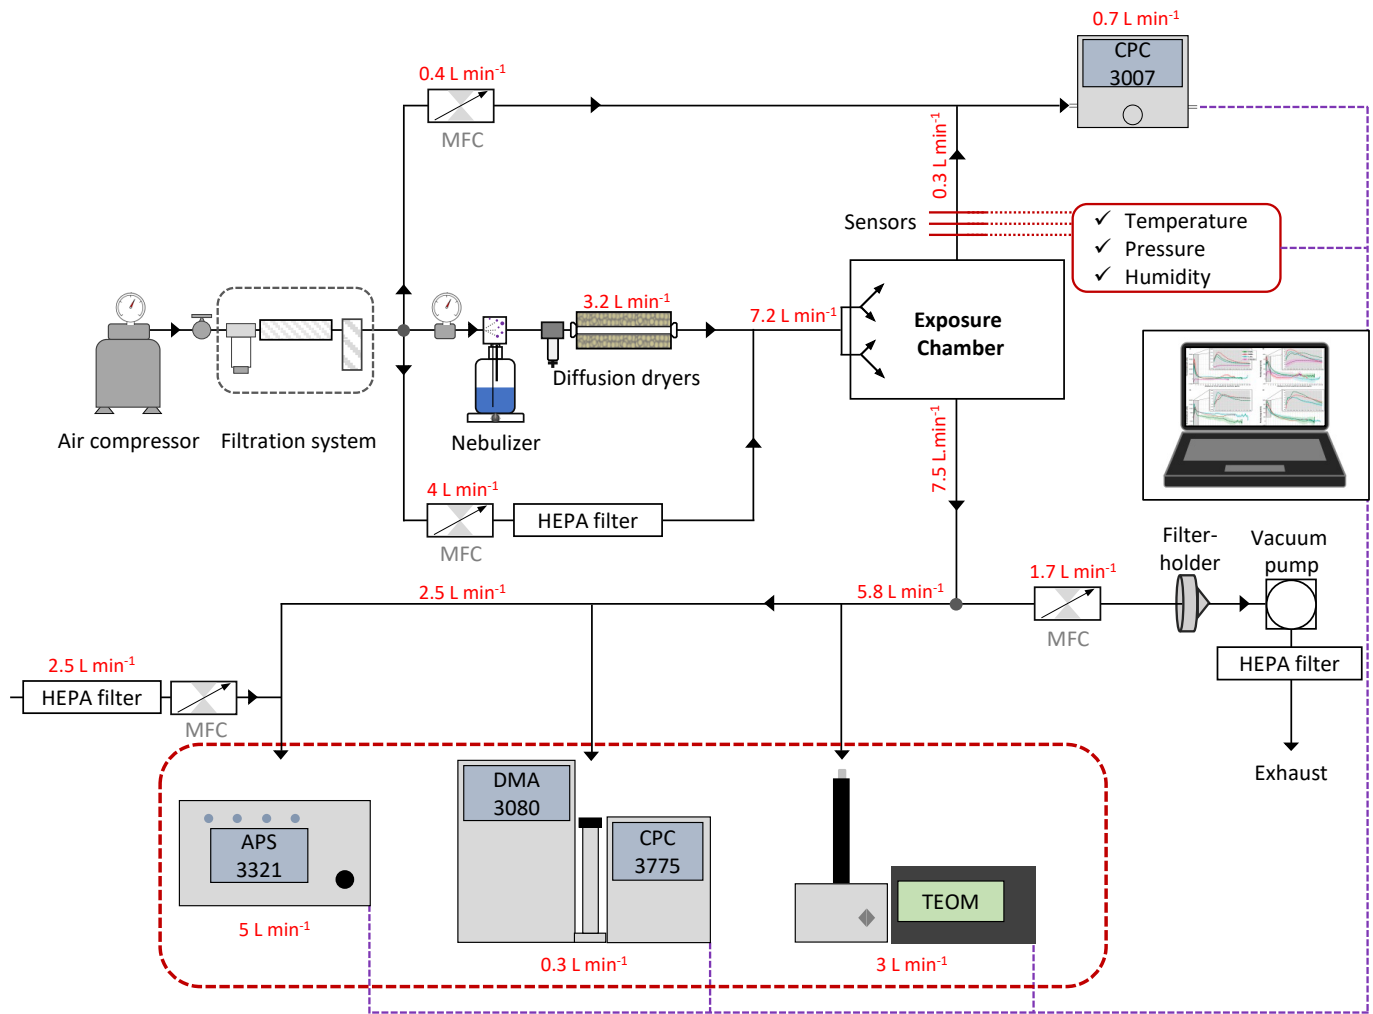 0.7 L min⁻¹
CPC
3007
0.4 L min⁻¹
MFC
0.3 L min⁻¹
Sensors
✓ Temperature
✓ Pressure
✓ Humidity
3.2 L min⁻¹
7.2 L min⁻¹
Exposure
Chamber
Diffusion dryers
Air compressor
Filtration system
Nebulizer
7.5 L.min⁻¹
4 L min⁻¹
HEPA filter
MFC
Filter-
holder
Vacuum
pump
1.7 L min⁻¹
MFC
2.5 L min⁻¹
5.8 L min⁻¹
HEPA filter
2.5 L min⁻¹
HEPA filter
MFC
Exhaust
DMA
3080
APS
3321
CPC
3775
TEOM
5 L min⁻¹
0.3 L min⁻¹
3 L min⁻¹